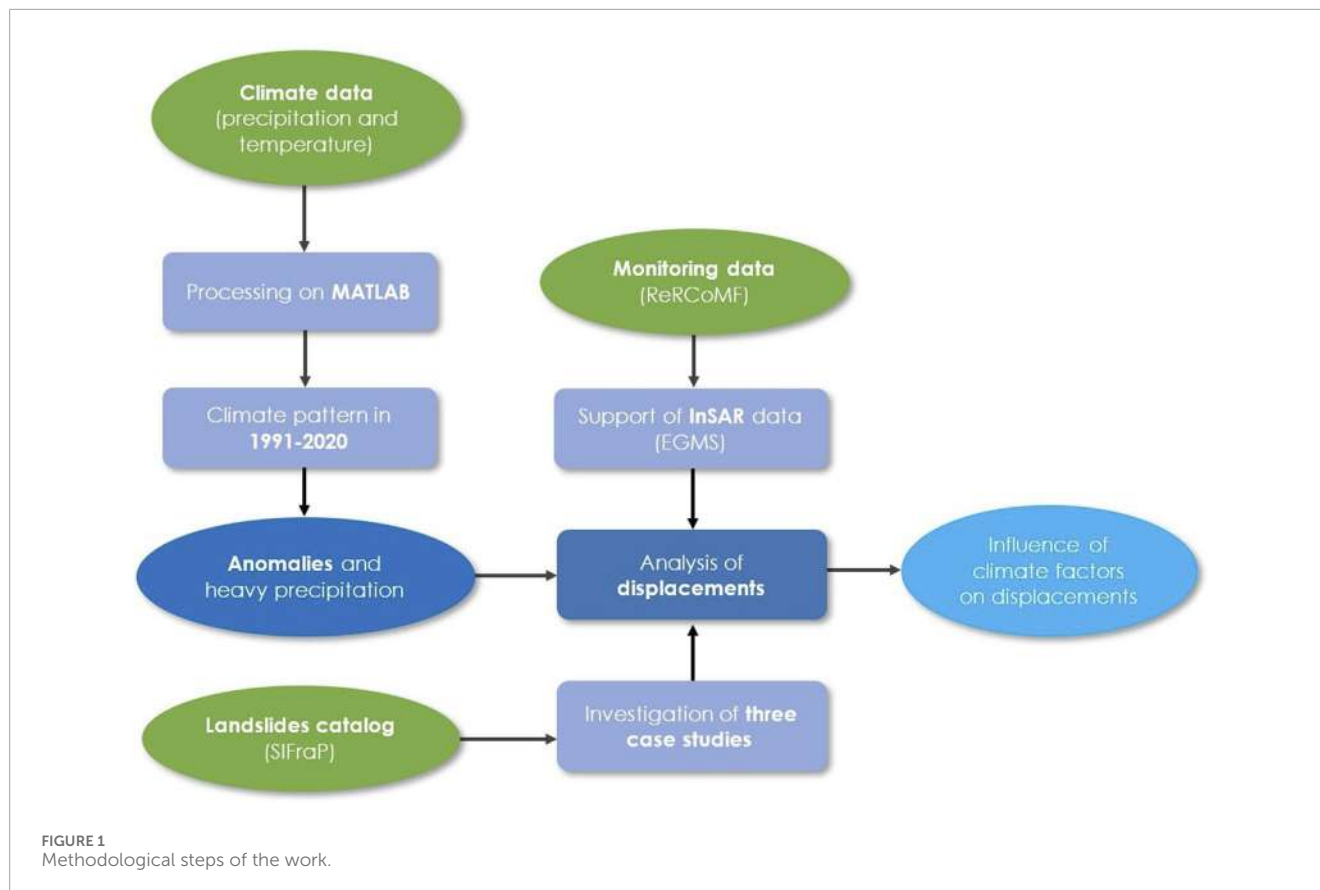 Climate data
(precipitation and
temperature)
Processing on MATLAB
Climate pattern in
1991-2020
Anomalies and
heavy precipitation
Monitoring data
(ReRCoMF)
Support of InSAR data
(EGMS)
Analysis of
displacements
Influence of
climate factors
on displacements
Landslides catalog
(SIFraP)
Investigation of three
case studies
FIGURE 1
Methodological steps of the work.